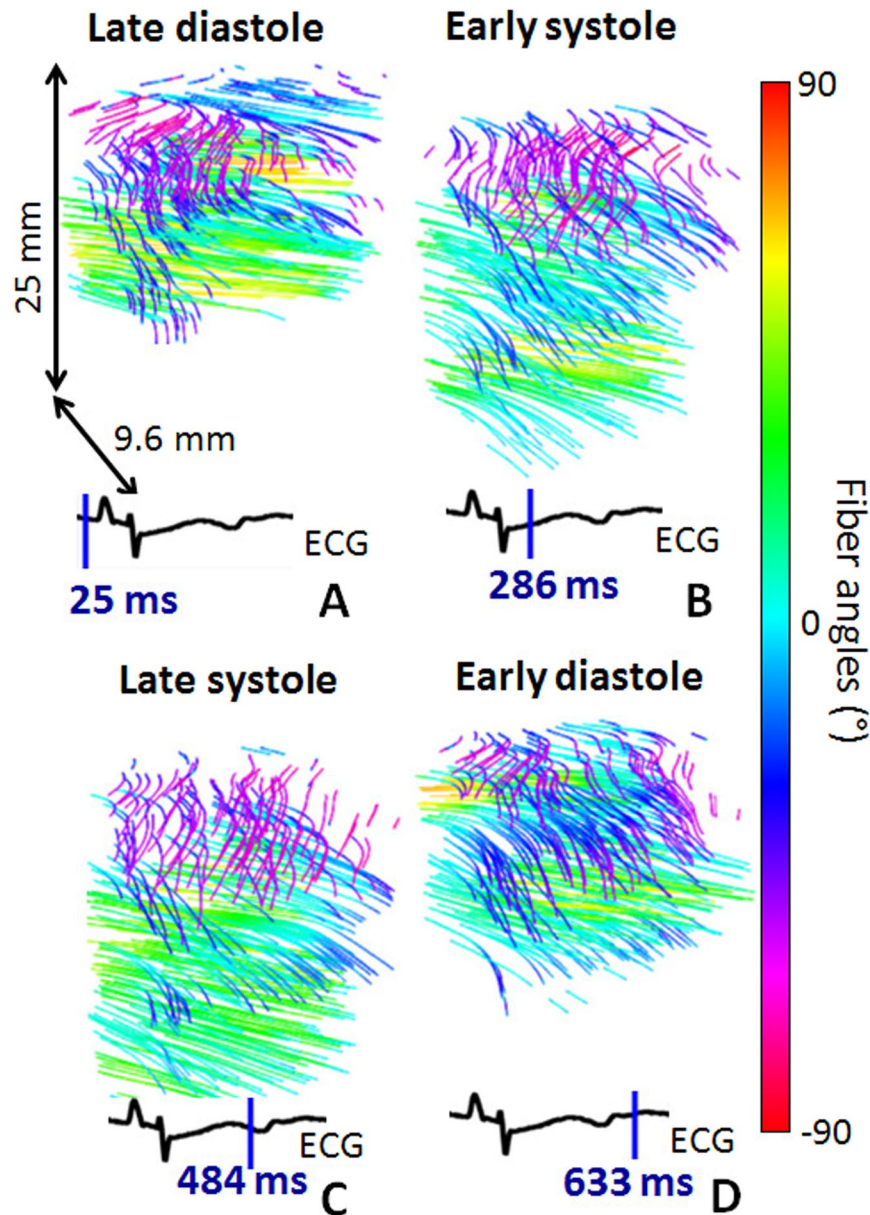 Late diastole
Early systole
90
25 mm
9.6 mm
ECG
ECG
25 ms
A
286 ms
B
0
Fiber angles (°)
Late systole
Early diastole
ECG
ECG
484 ms
C
633 ms
D
-90